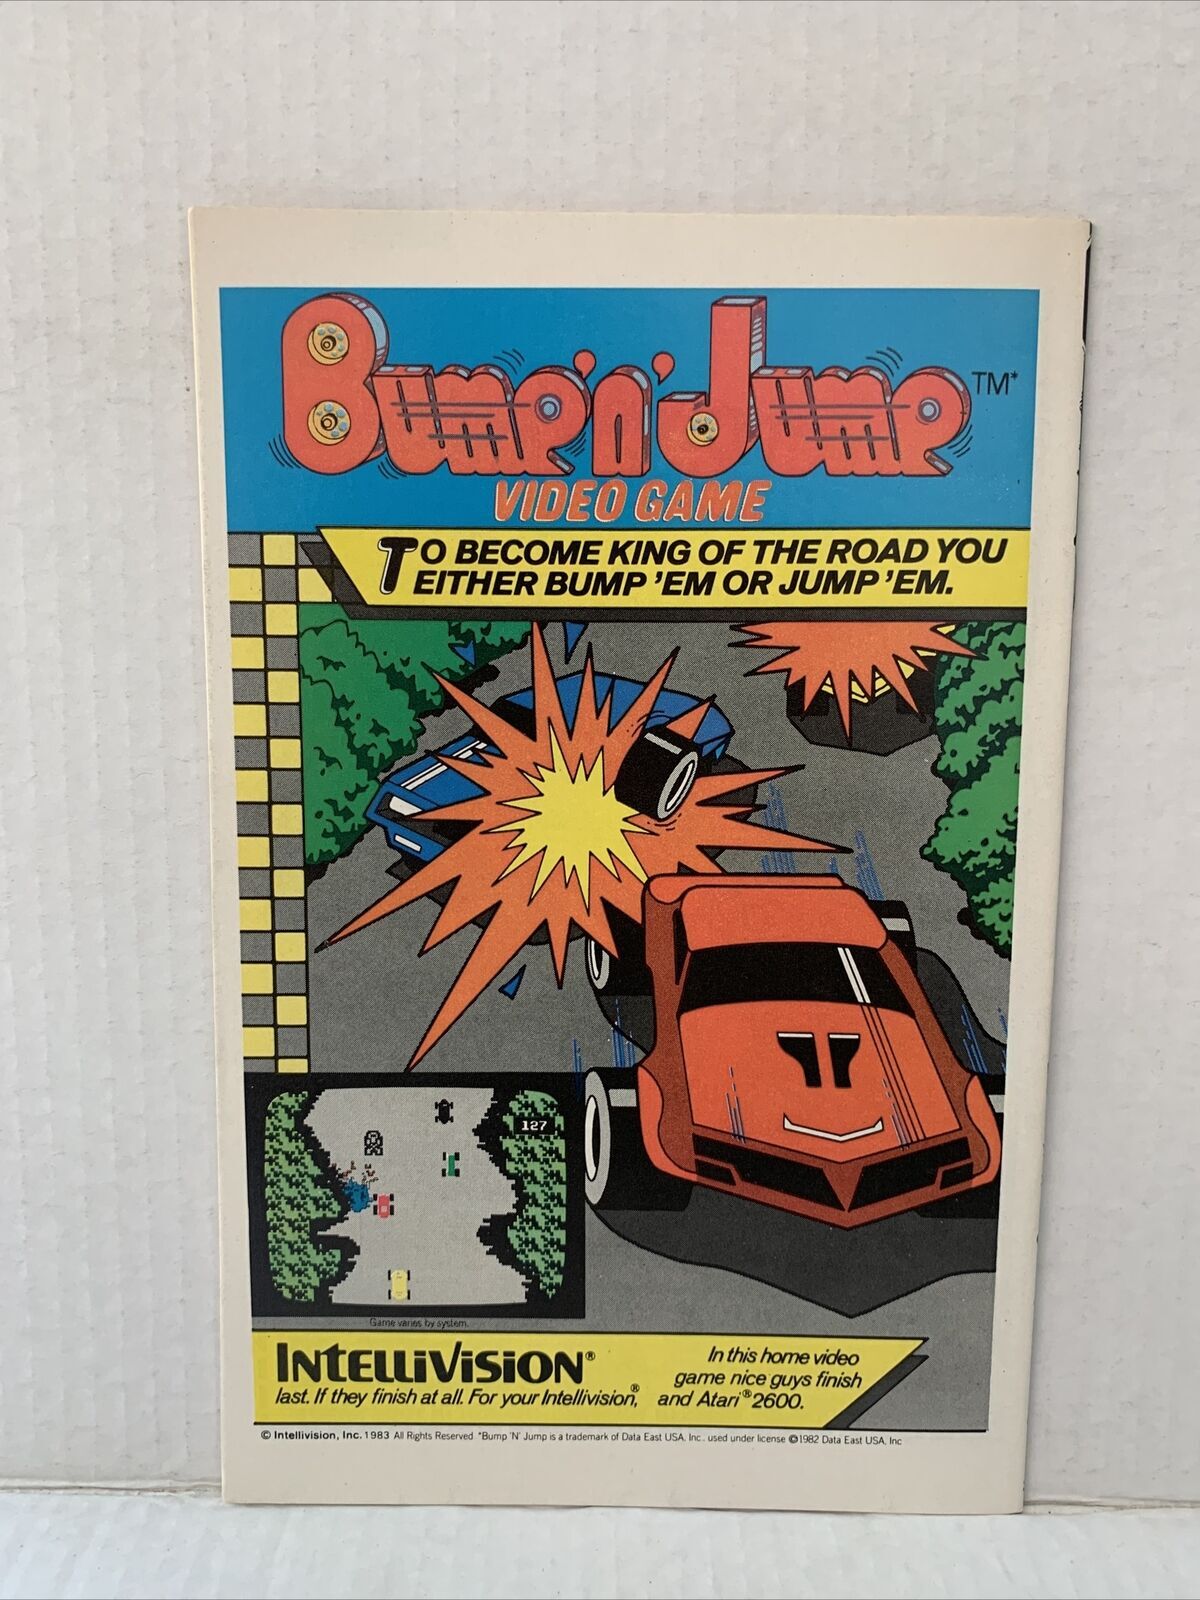 Bump 'n' Jump TM*
VIDEO GAME
TO BECOME KING OF THE ROAD YOU
EITHER BUMP 'EM OR JUMP 'EM.
127
Game varies by system.
INTELLIVISION® In this home video
game nice guys finish
last. If they finish at all. For your Intellivision,® and Atari® 2600.
© Intellivision, Inc. 1983 All Rights Reserved *Bump 'N' Jump is a trademark of Data East USA, Inc. used under license ©1982 Data East USA, Inc